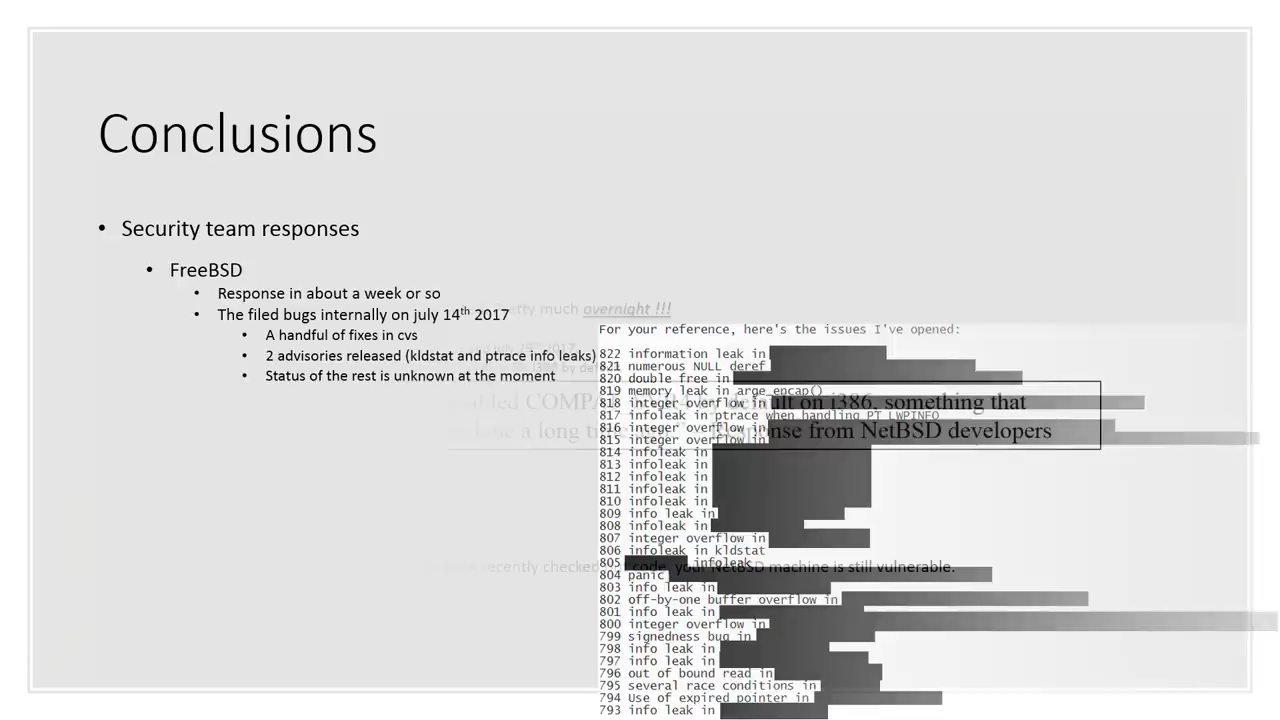 Conclusions
• Security team responses
• FreeBSD
• Response in about a week or so
• The filed bugs internally on july 14th 2017
• A handful of fixes in cvs
• 2 advisories released (kldstat and ptrace info leaks)
• Status of the rest is unknown at the moment
etty much overnight !!!
default on i386, something that
a long response from NetBSD developers
recently checked code, your NetBSD machine is still vulnerable.
For your reference, here's the issues I've opened:
822 information leak in
821 numerous NULL deref
820 double free in
819 memory leak in arge_encap()
818 integer overflow in
817 infoleak in ptrace when handling PT_LWPINFO
816 integer overflow in
815 integer overflow in
814 infoleak in
813 infoleak in
812 infoleak in
811 infoleak in
810 infoleak in
809 info leak in
808 infoleak in
807 integer overflow in
806 infoleak in kldstat
805 infoleak
804 panic
803 info leak in
802 off-by-one buffer overflow in
801 info leak in
800 integer overflow in
799 signedness bug in
798 info leak in
797 info leak in
796 out of bound read in
795 several race conditions in
794 Use of expired pointer in
793 info leak in